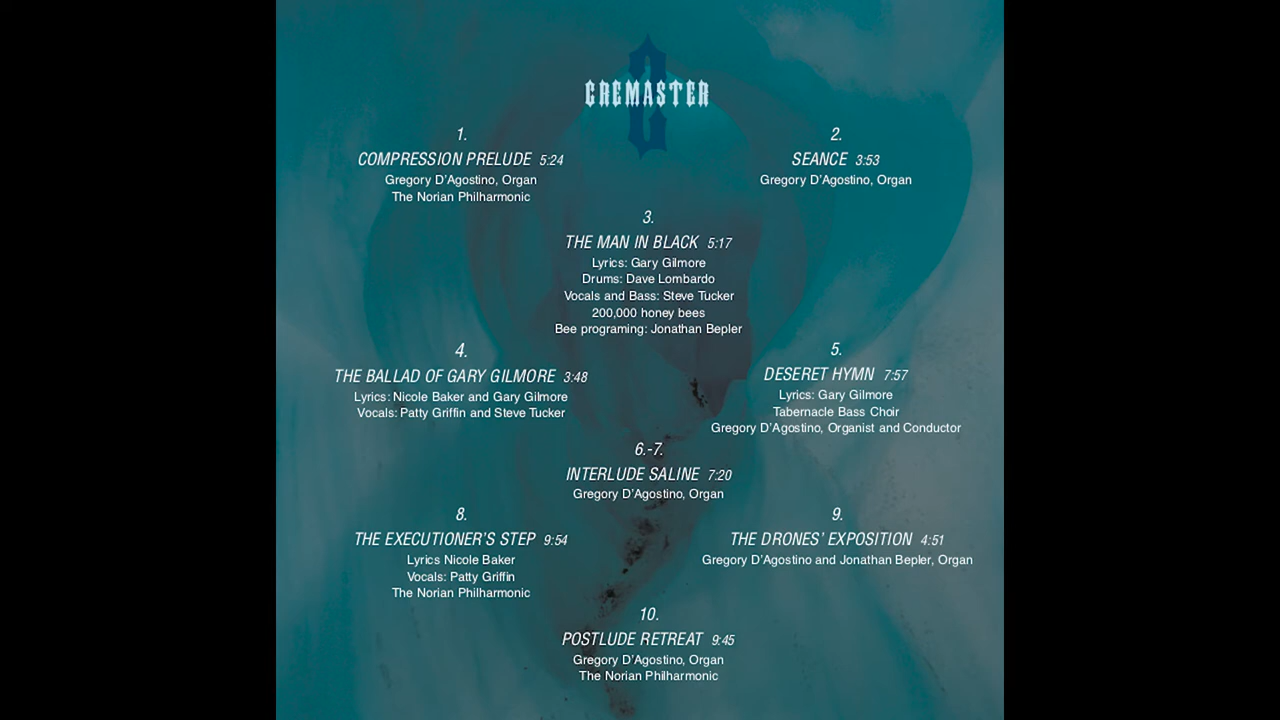 2
CREMASTER
1.
COMPRESSION PRELUDE 5:24
Gregory D'Agostino, Organ
The Norian Philharmonic
2.
SEANCE 3:53
Gregory D'Agostino, Organ
3.
THE MAN IN BLACK 5:17
Lyrics: Gary Gilmore
Drums: Dave Lombardo
Vocals and Bass: Steve Tucker
200,000 honey bees
Bee programing: Jonathan Bepler
4.
THE BALLAD OF GARY GILMORE 3:48
Lyrics: Nicole Baker and Gary Gilmore
Vocals: Patty Griffin and Steve Tucker
5.
DESERET HYMN 7:57
Lyrics: Gary Gilmore
Tabernacle Bass Choir
Gregory D'Agostino, Organist and Conductor
6.-7.
INTERLUDE SALINE 7:20
Gregory D'Agostino, Organ
8.
THE EXECUTIONER'S STEP 9:54
Lyrics Nicole Baker
Vocals: Patty Griffin
The Norian Philharmonic
9.
THE DRONES' EXPOSITION 4:51
Gregory D'Agostino and Jonathan Bepler, Organ
10.
POSTLUDE RETREAT 9:45
Gregory D'Agostino, Organ
The Norian Philharmonic